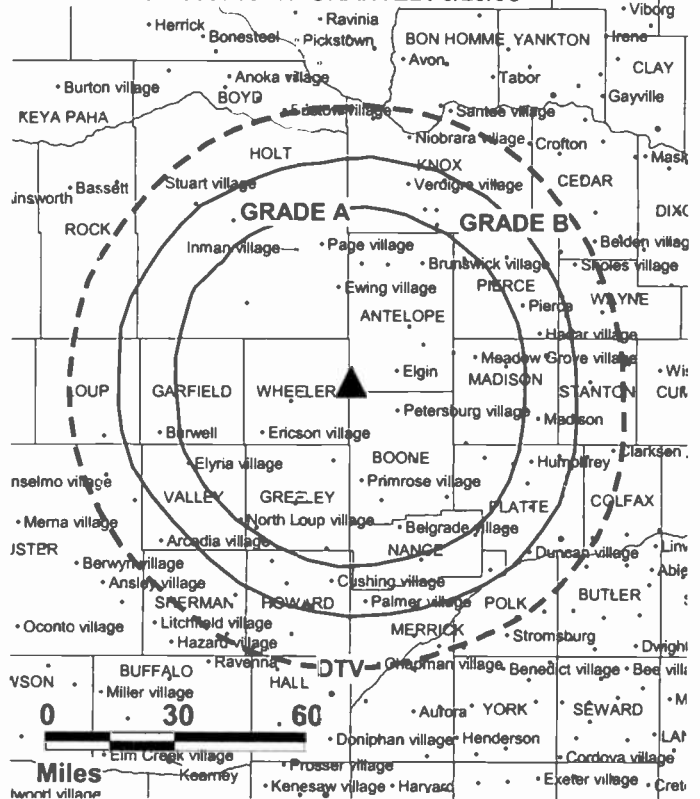 Viborg
Herrick
Ravinia
Bonesteel
Pickstown
BON HOMME
YANKTON
Irene
Avon
CLAY
Burton village
Anoka village
Tabor
BOYD
Gayville
KEYA PAHA
Bristow village
Santee village
Niobrara village
Crofton
HOLT
KNOX
Bassett
Stuart village
Verdigre village
CEDAR
GRADE A
GRADE B
ROCK
Inman village
Page village
Belden
Brunswick village
Sholes village
Ewing village
PIERCE
Pierce
WAYNE
ANTELOPE
Hadar village
Meadow Grove village
Elgin
MADISON
LOUP
GARFIELD
WHEELER
STANTON
Petersburg village
Madison
Burwell
Ericson village
BOONE
Clarkson
Elyria village
Humphrey
nselmo village
Primrose village
VALLEY
GREELEY
PLATTE
COLFAX
Merna village
North Loup village
Belgrade village
Arcadia village
NANCE
Duncan village
Berwyn village
Ansley village
Cushing village
BUTLER
SHERMAN
HOWARD
Palmer village
POLK
Litchfield village
Oconto village
MERRICK
Stromsburg
Hazard village
Ravenna
DTV
Chapman village
Benedict village
BUFFALO
HALL
Miller village
0 30 60
Aurora
YORK
SEWARD
Doniphan village
Henderson
Elm Creek village
Cordova village
Miles
Prosser village
Kearney
Kenesaw village
Harvard
Exeter village